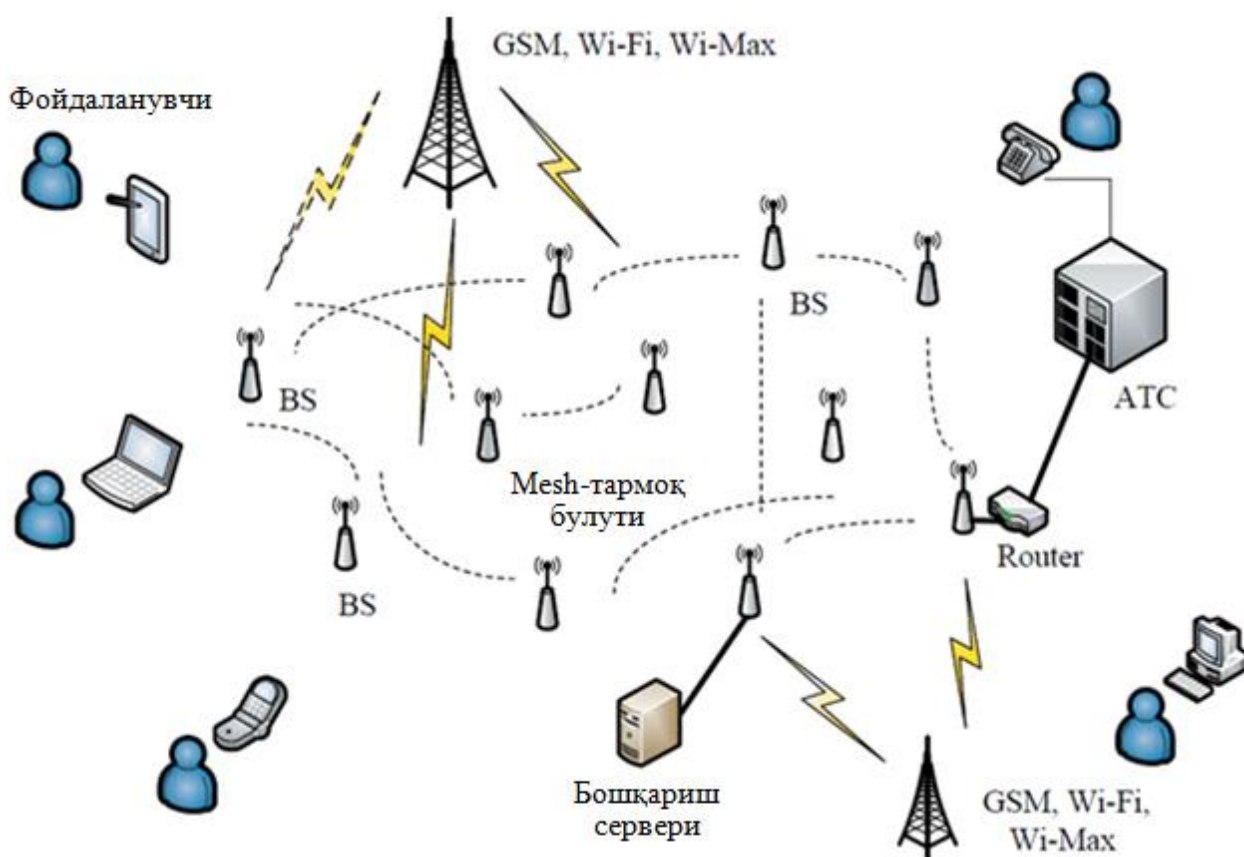 GSM, Wi-Fi, Wi-Max
Фойдаланувчи
BS
BS
АТС
Mesh-тармоқ
булути
Router
BS
Бошқариш
сервери
GSM, Wi-Fi,
Wi-Max